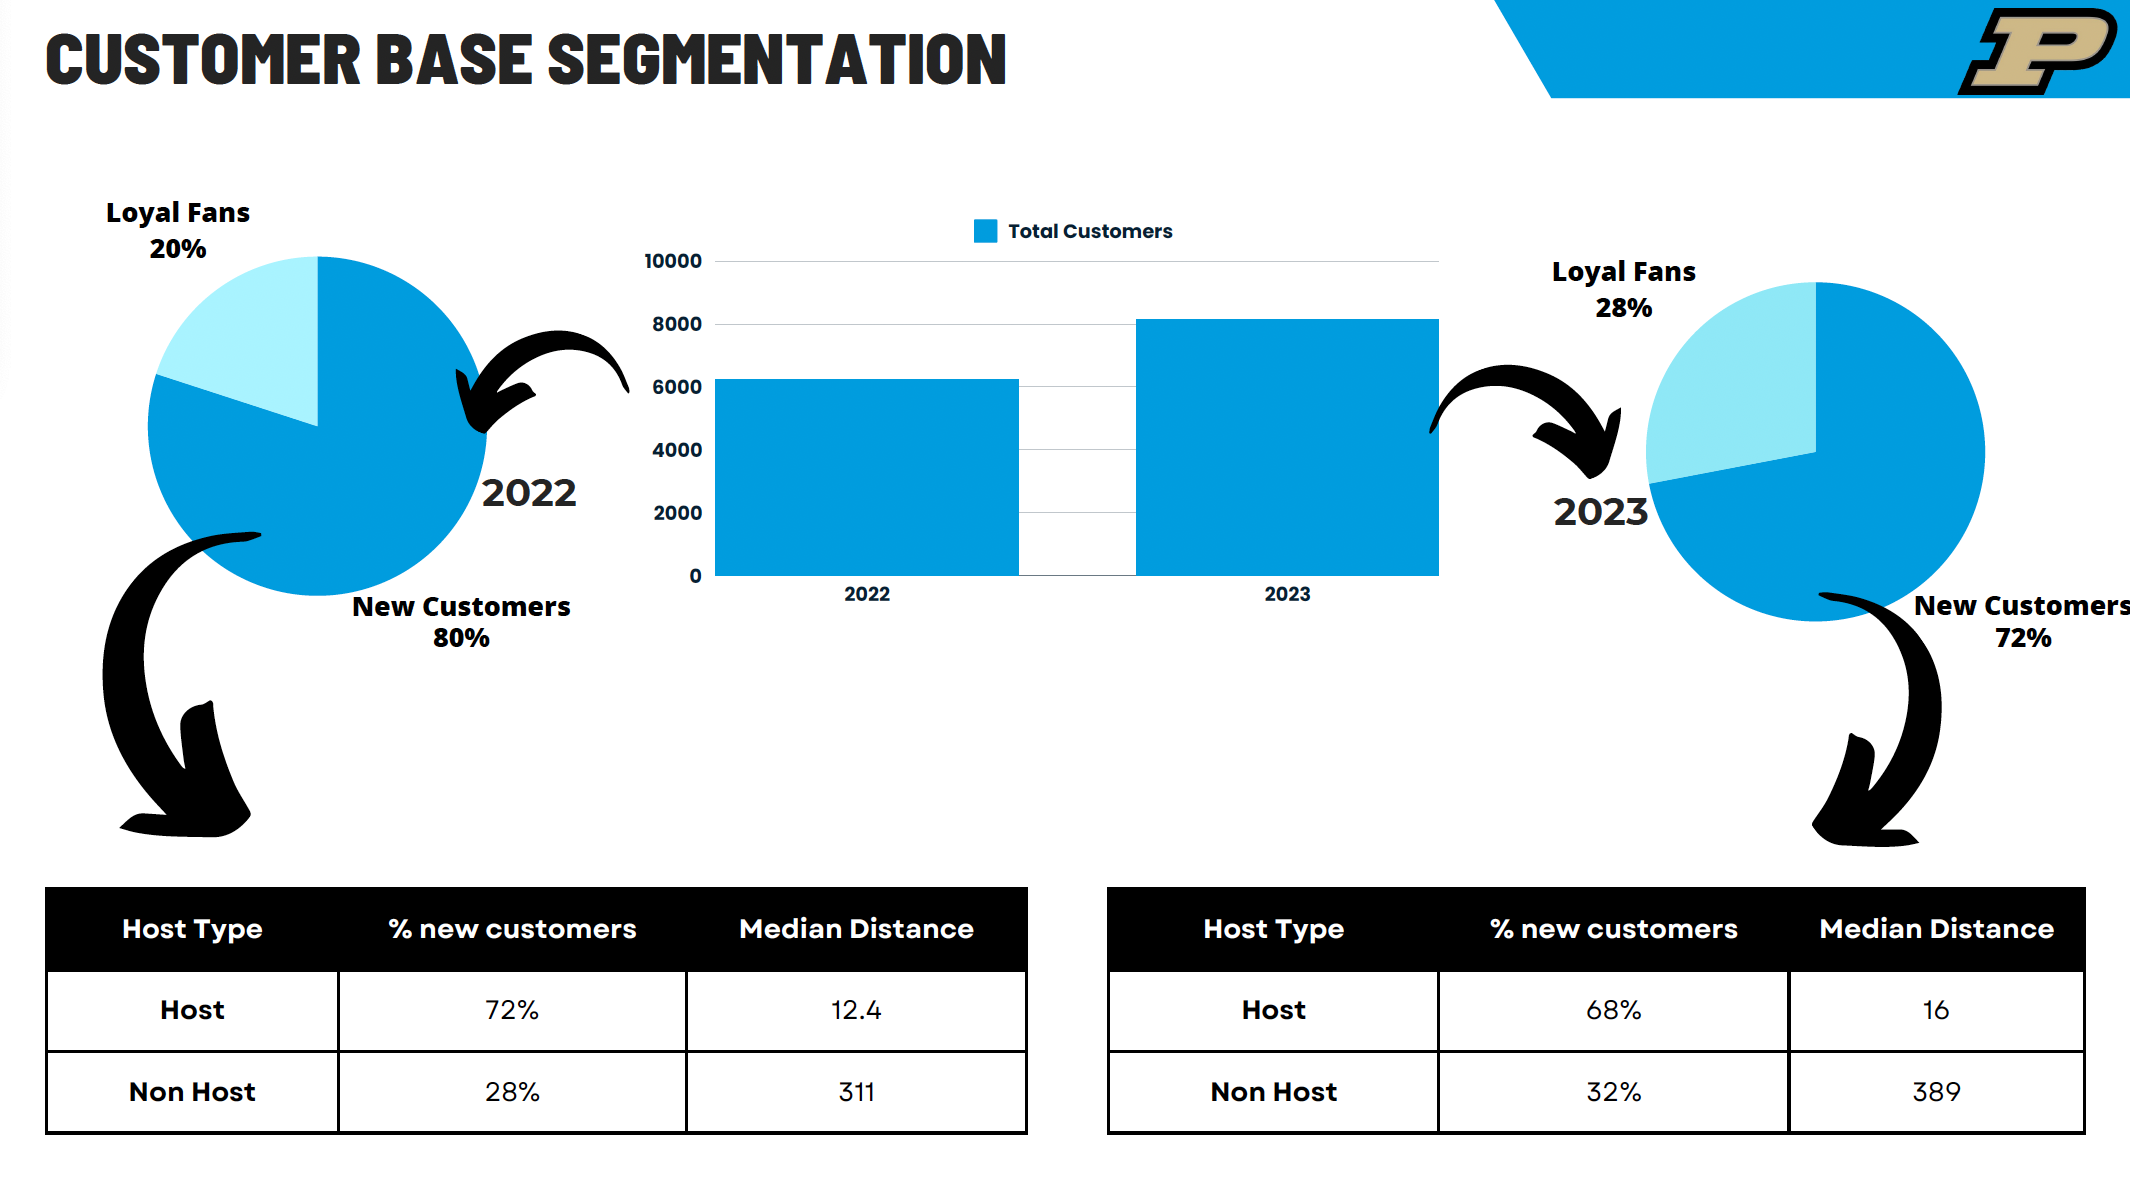 CUSTOMER BASE SEGMENTATION
P
Loyal Fans
20%
New Customers
80%
2022
Total Customers
10000
8000
6000
4000
2000
0
2022
2023
Loyal Fans
28%
2023
New Customers
72%
Host Type % new customers Median Distance
Host 72% 12.4
Non Host 28% 311
Host Type % new customers Median Distance
Host 68% 16
Non Host 32% 389